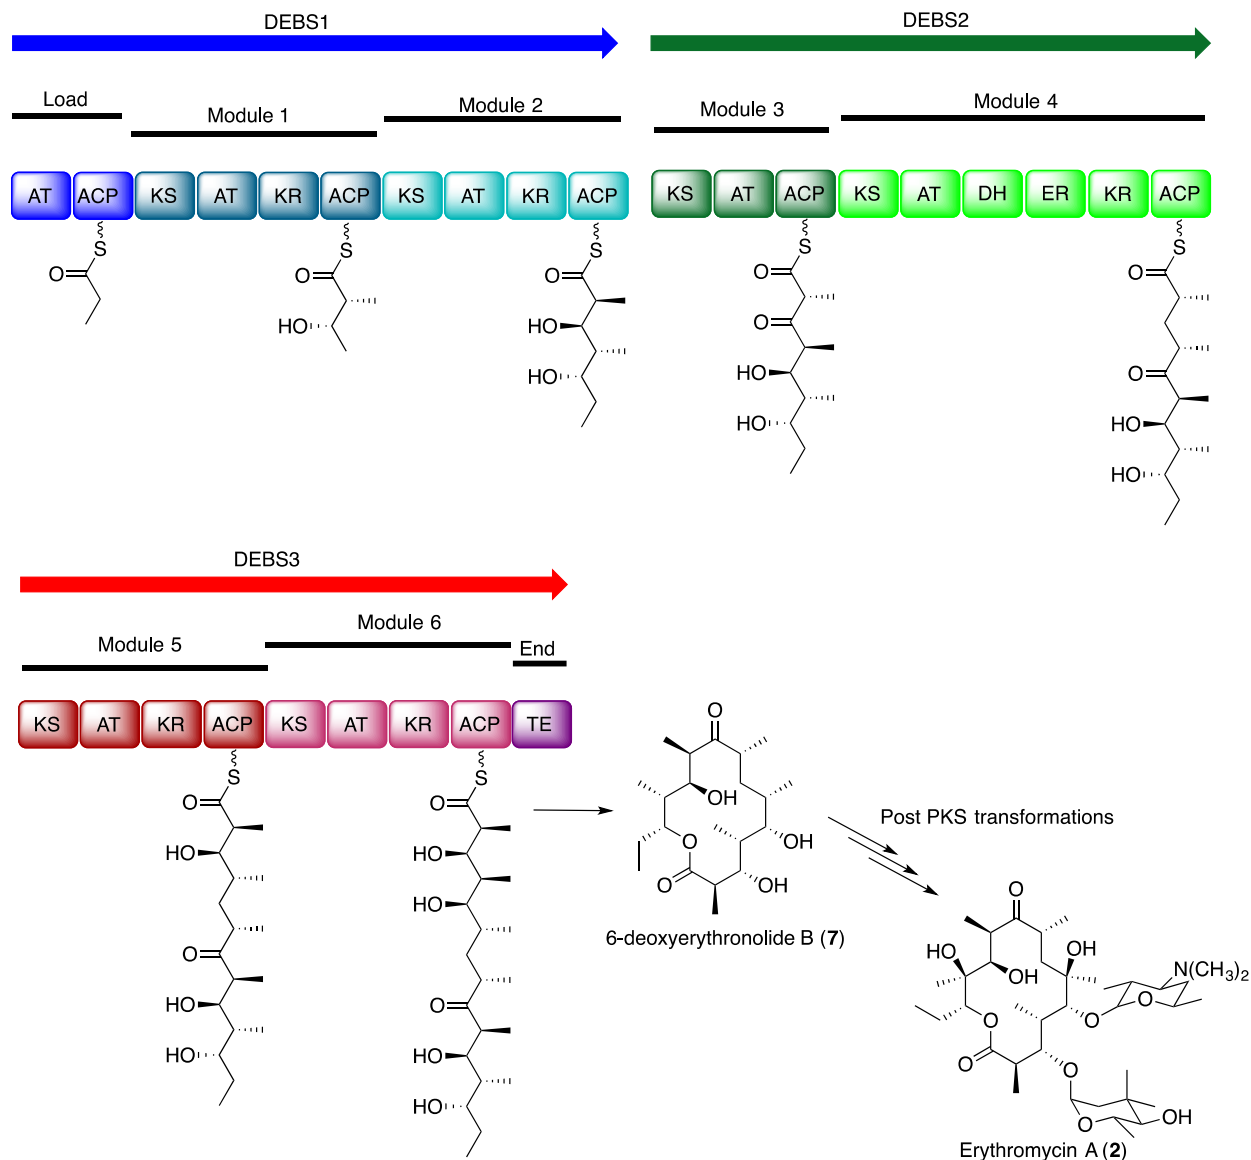 DEBS1
DEBS2
Load
Module 1
Module 2
Module 3
Module 4
AT ACP KS AT KR ACP KS AT KR ACP
KS AT ACP KS AT DH ER KR ACP
S S S S S
O O O O O
HO HO O O
HO HO HO
HO HO
DEBS3
Module 5
Module 6
End
KS AT KR ACP KS AT KR ACP TE
S S
O O
HO HO
HO
O O
HO HO
HO HO
O
OH
O
OH
O
OH
6-deoxyerythronolide B (7)
Post PKS transformations
O
HO
OH
OH
N(CH3)2
O
O
O
O
O
O
OH
Erythromycin A (2)